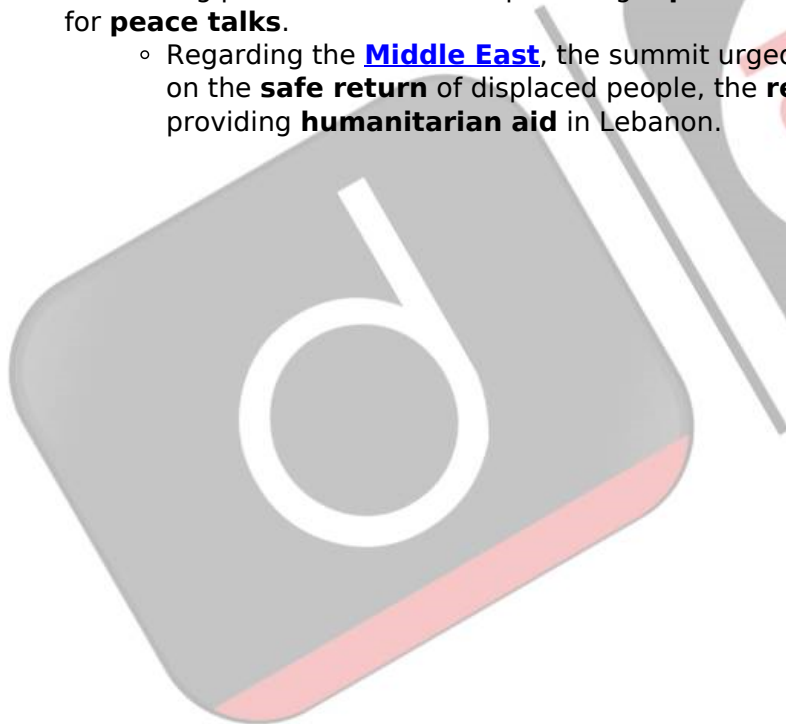 for peace talks.
Regarding the Middle East, the summit urged
on the safe return of displaced people, the re
providing humanitarian aid in Lebanon.